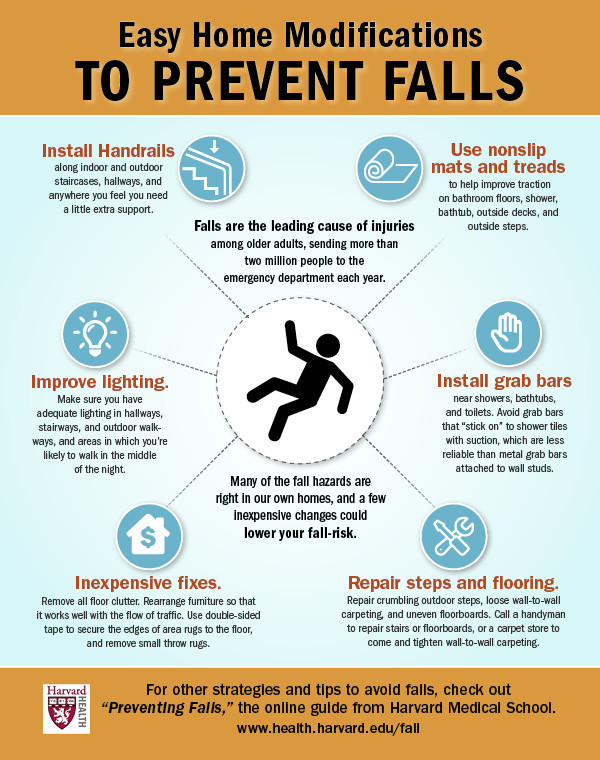 Easy Home Modifications
TO PREVENT FALLS
Install Handrails
along indoor and outdoor
staircases, hallways, and
anywhere you feel you need
a little extra support.
Use nonslip
mats and treads
to help improve traction
on bathroom floors, shower,
bathtub, outside decks, and
outside steps.
Falls are the leading cause of injuries
among older adults, sending more than
two million people to the
emergency department each year.
Improve lighting.
Make sure you have
adequate lighting in hallways,
stairways, and outdoor walk-
ways, and areas in which you're
likely to walk in the middle
of the night.
Install grab bars
near showers, bathtubs,
and toilets. Avoid grab bars
that “stick on” to shower tiles
with suction, which are less
reliable than metal grab bars
attached to wall studs.
Many of the fall hazards are
right in our own homes, and a few
inexpensive changes could
lower your fall-risk.
$
Inexpensive fixes.
Remove all floor clutter. Rearrange furniture so that
it works well with the flow of traffic. Use double-sided
tape to secure the edges of area rugs to the floor,
and remove small throw rugs.
Repair steps and flooring.
Repair crumbling outdoor steps, loose wall-to-wall
carpeting, and uneven floorboards. Call a handyman
to repair stairs or floorboards, or a carpet store to
come and tighten wall-to-wall carpeting.
Harvard
HEALTH
For other strategies and tips to avoid falls, check out
“Preventing Falls,” the online guide from Harvard Medical School.
www.health.harvard.edu/fall